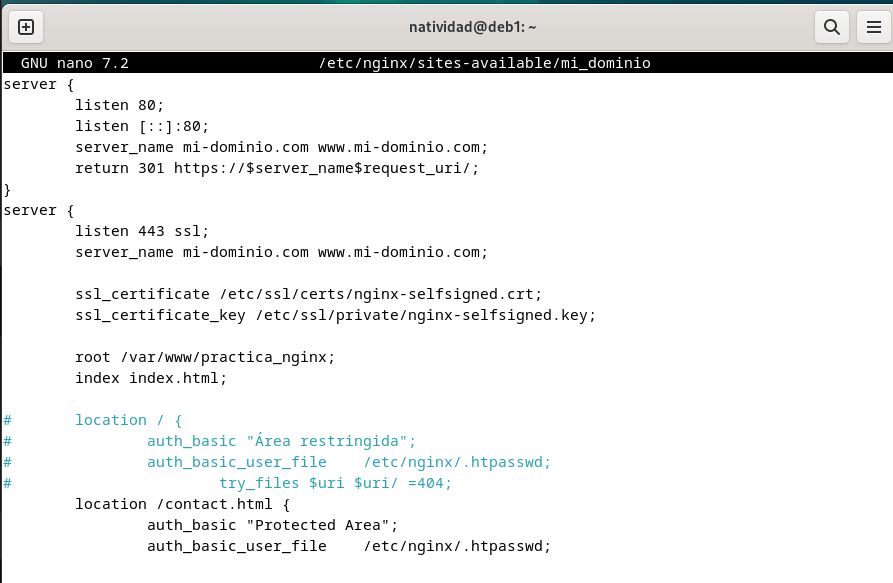 natividad@deb1: ~
GNU nano 7.2 /etc/nginx/sites-available/mi_dominio
server {
listen 80;
listen [::]:80;
server_name mi-dominio.com www.mi-dominio.com;
return 301 https://$server_name$request_uri/;
}
server {
listen 443 ssl;
server_name mi-dominio.com www.mi-dominio.com;
ssl_certificate /etc/ssl/certs/nginx-selfsigned.crt;
ssl_certificate_key /etc/ssl/private/nginx-selfsigned.key;
root /var/www/practica_nginx;
index index.html;
# location / {
# auth_basic "Área restringida";
# auth_basic_user_file /etc/nginx/.htpasswd;
# try_files $uri $uri/ =404;
location /contact.html {
auth_basic "Protected Area";
auth_basic_user_file /etc/nginx/.htpasswd;